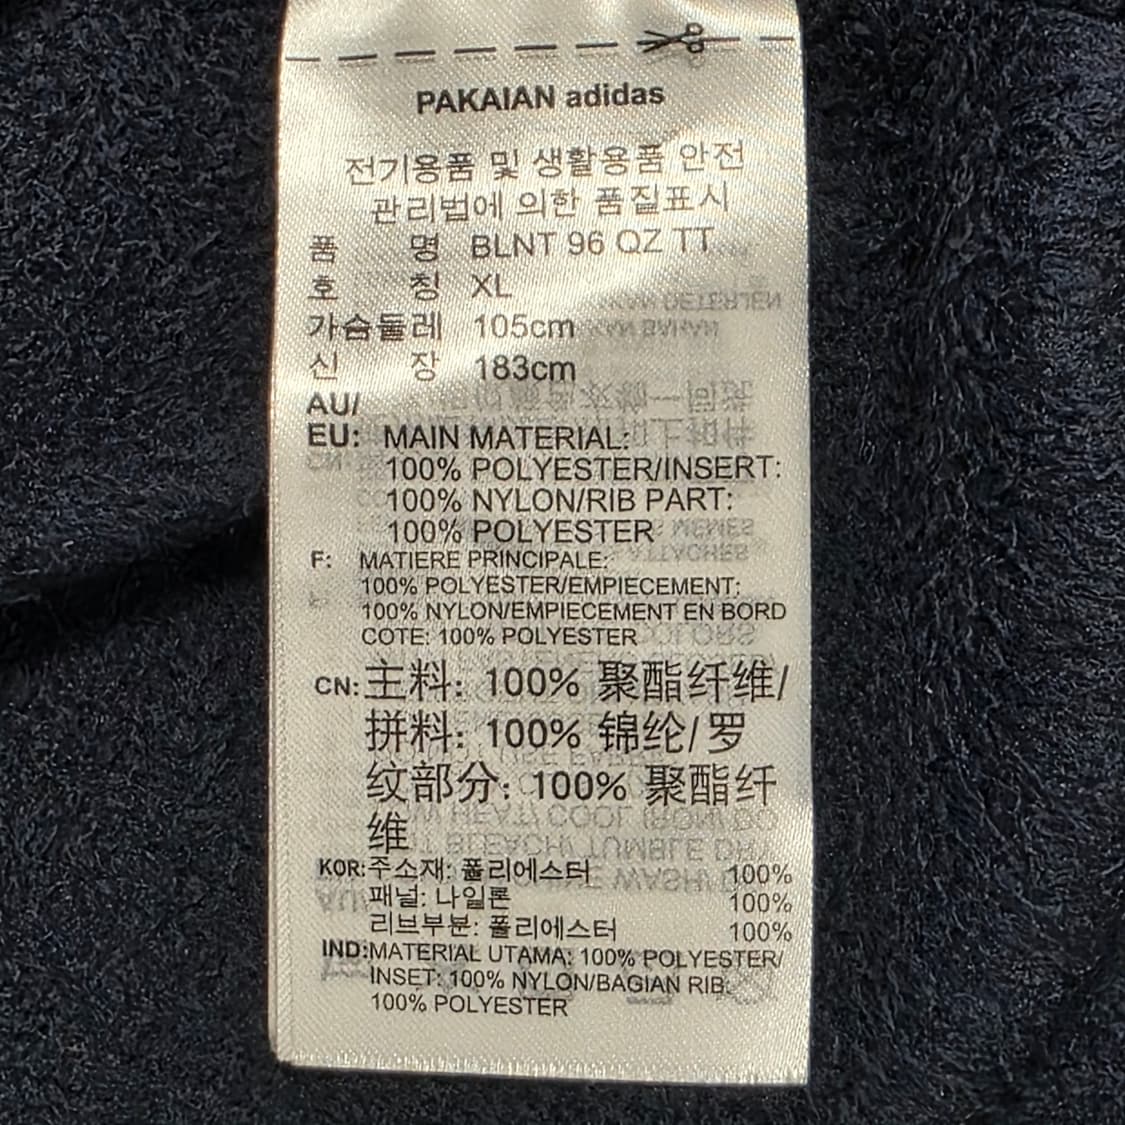 PAKAIAN adidas
전기용품 및 생활용품 안전
관리법에 의한 품질표시
품 명 BLNT 96 QZ TT
호 칭 XL
가슴둘레 105cm
신 장 183cm
AU/
EU: MAIN MATERIAL:
100% POLYESTER/INSERT:
100% NYLON/RIB PART:
100% POLYESTER
F: MATIERE PRINCIPALE:
100% POLYESTER/EMPIECEMENT:
100% NYLON/EMPIECEMENT EN BORD
COTE: 100% POLYESTER
CN: 主料: 100% 聚酯纤维/
拼料: 100% 锦纶/罗
纹部分: 100% 聚酯纤
维
KOR: 주소재: 폴리에스터 100%
패널: 나일론 100%
리브부분: 폴리에스터 100%
IND: MATERIAL UTAMA: 100% POLYESTER/
INSET: 100% NYLON/BAGIAN RIB:
100% POLYESTER